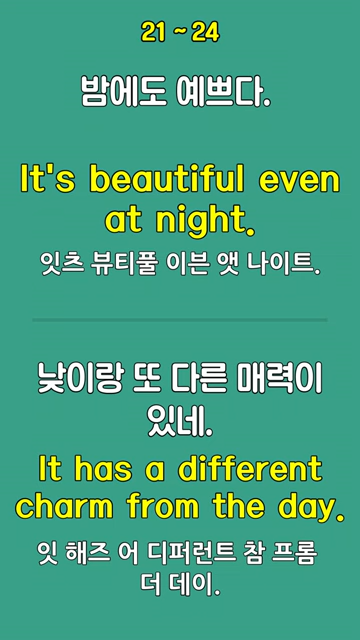 21 ~ 24
밤에도 예쁘다.
It's beautiful even
at night.
잇츠 뷰티풀 이븐 앳 나이트.
낮이랑 또 다른 매력이
있네.
It has a different
charm from the day.
잇 해즈 어 디퍼런트 참 프롬
더 데이.